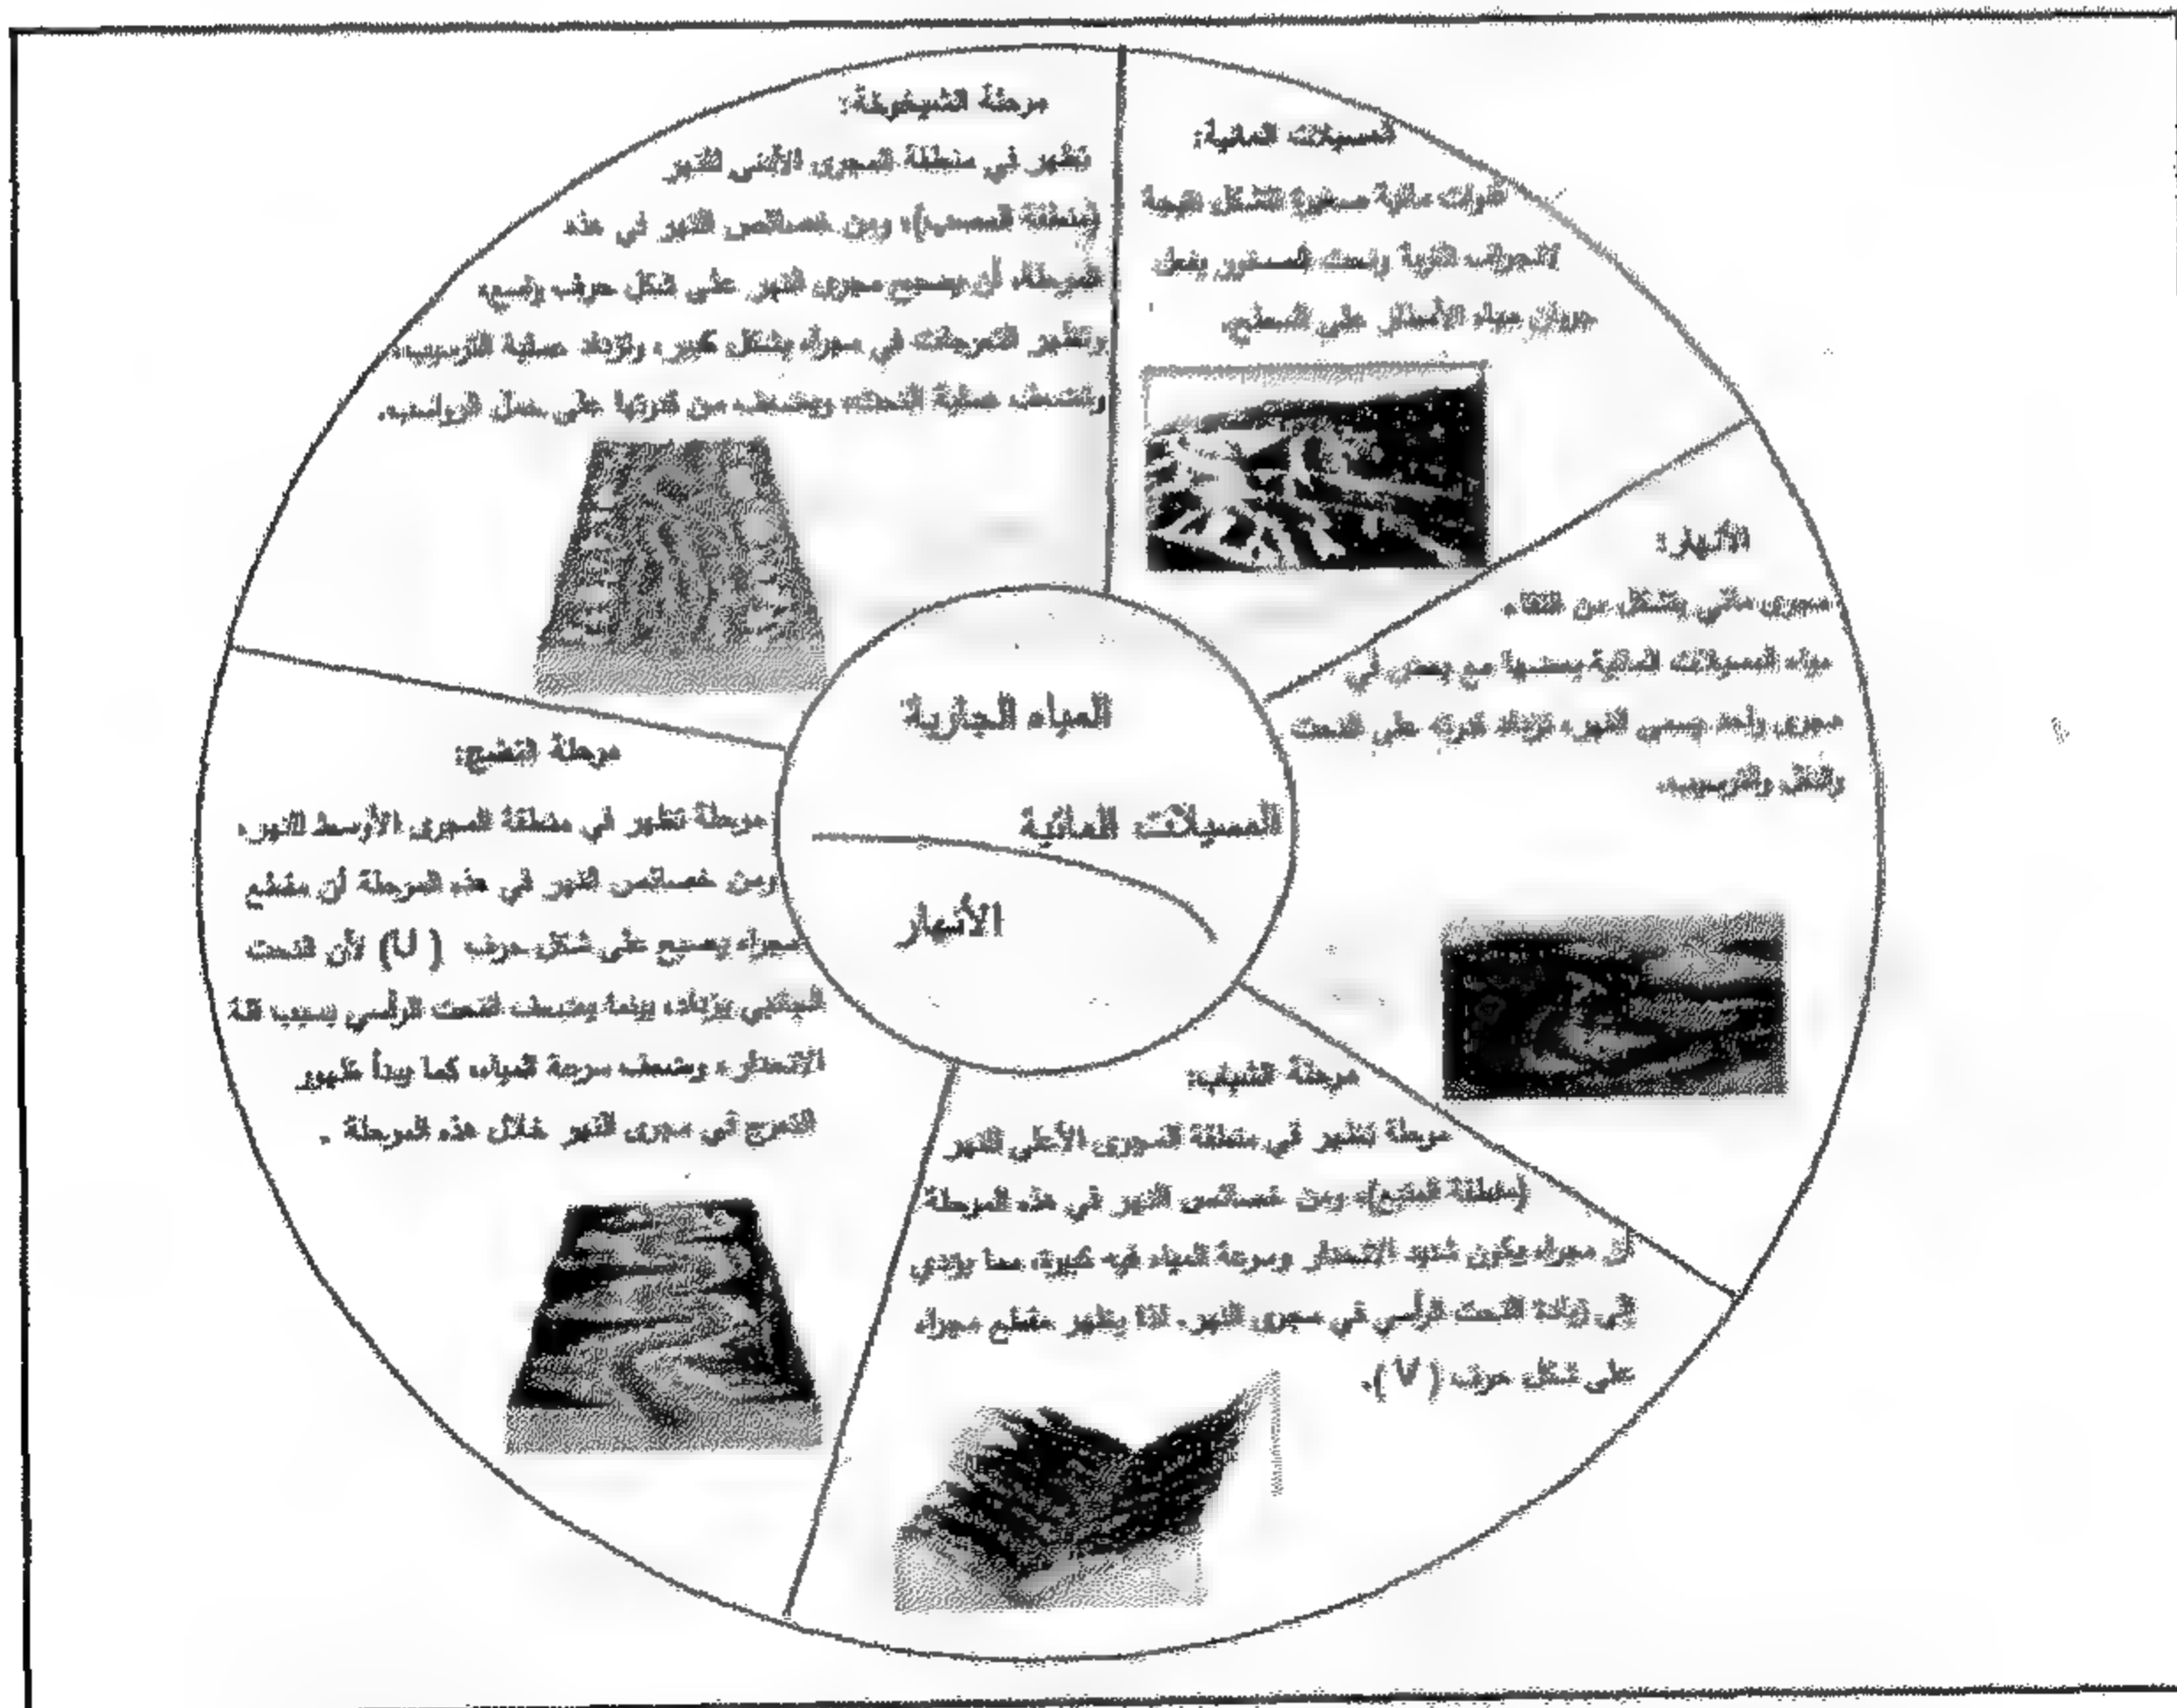 المياه الجارية
المسيلات المائية
الأنهار
المسيلات المائية:
قنوات مائية صغيرة تتشكل نتيجة
لانجراف التربة ونحت الصخور بفعل
جريان مياه الأمطار على السطح.
الأنهار:
مجرى مائي يتشكل من التقاء
مياه المسيلات المائية بعضها مع بعض في
مجرى واحد يسمى النهر، تزداد قدرته على النحت
والنقل والترسيب.
مرحلة الشباب:
مرحلة تظهر في منطقة المجرى الأعلى للنهر
(منطقة المنبع)، ومن خصائص النهر في هذه المرحلة
أن مجراه يكون شديد الانحدار وسرعة المياه فيه كبيرة، مما يؤدي
إلى زيادة النحت الرأسي في مجرى النهر. لذا يظهر مقطع مجراه
على شكل حرف ( V ).
مرحلة النضج:
مرحلة تظهر في منطقة المجرى الأوسط للنهر،
ومن خصائص النهر في هذه المرحلة أن مقطع
مجراه يصبح على شكل حرف ( U) لأن النحت
الجانبي يزداد، بينما يضعف النحت الرأسي بسبب قلة
الانحدار، وضعف سرعة المياه، كما يبدأ ظهور
التعرج في مجرى النهر خلال هذه المرحلة .
مرحلة الشيخوخة:
تظهر في منطقة المجرى الأدنى للنهر
(منطقة المصب)، ومن خصائص النهر في هذه
المرحلة، أن يصبح مجرى النهر على شكل حرف واسع،
وتظهر التعرجات في مجراه بشكل كبير، وتزداد عملية الترسيب،
وتضعف عملية النحت، ويضعف من قدرتها على حمل الرواسب.